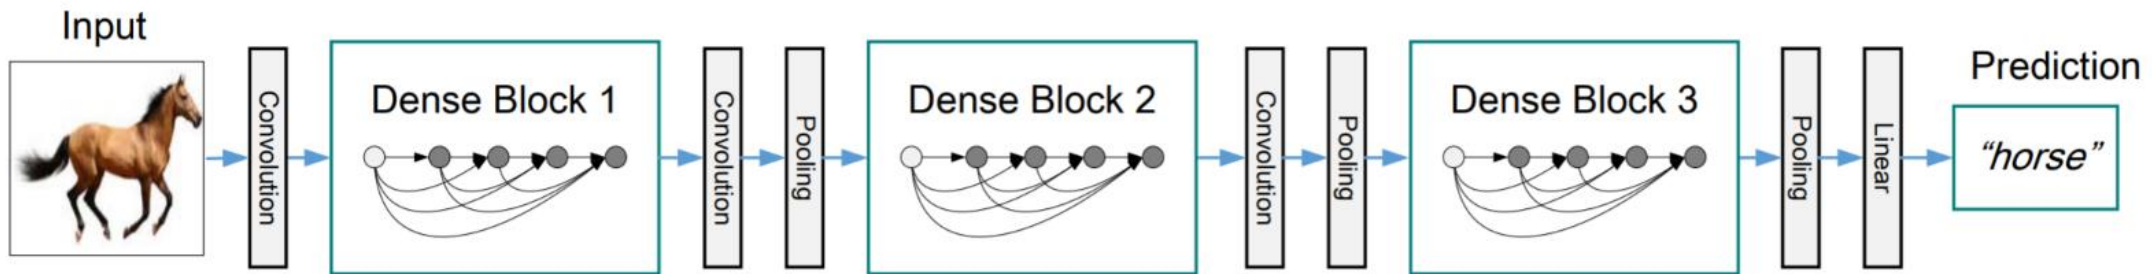 Input
Convolution
Dense Block 1
Convolution
Pooling
Dense Block 2
Convolution
Pooling
Dense Block 3
Pooling
Linear
Prediction
“horse”